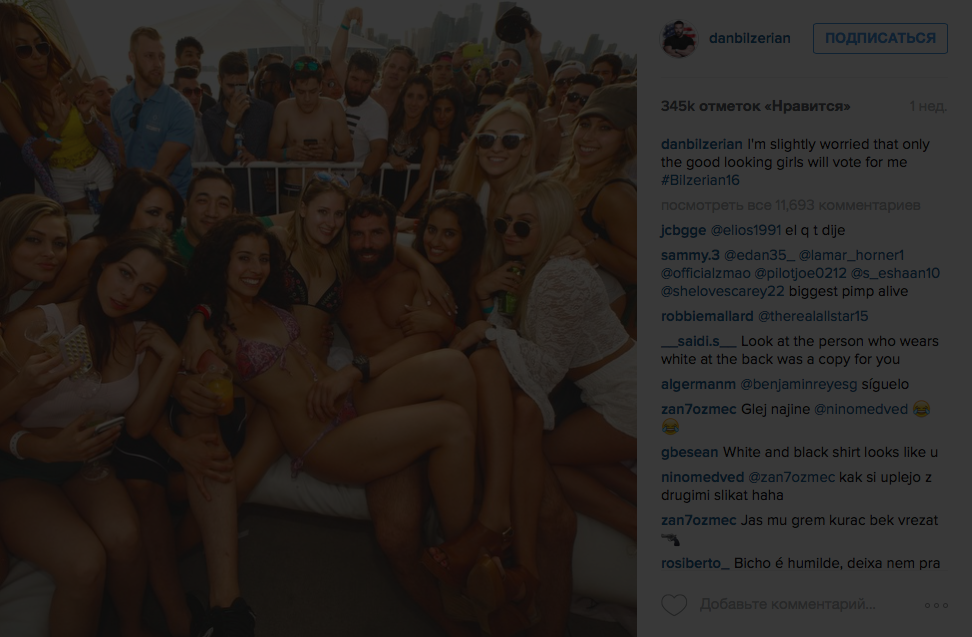 danbilzerian
ПОДПИСАТЬСЯ
345k отметок «Нравится»
1 нед.
danbilzerian I'm slightly worried that only
the good looking girls will vote for me
#Bilzerian16
посмотреть все 11,693 комментариев
jcbgge @elios1991 el q t dije
sammy.3 @edan35_ @lamar_horner1
@officialzmao @pilotjoe0212 @s_eshaan10
@shelovescarey22 biggest pimp alive
robbiemallard @therealallstar15
__saidi.s__ Look at the person who wears
white at the back was a copy for you
algermanm @benjaminreyesg síguelo
zan7ozmec Glej najine @ninomedved 😂
😂
gbesean White and black shirt looks like u
ninomedved @zan7ozmec kak si uplejo z
drugimi slikat haha
zan7ozmec Jas mu grem kurac bek vrezat
🔫
rosiberto_ Bicho é humilde, deixa nem pra
Добавьте комментарий...